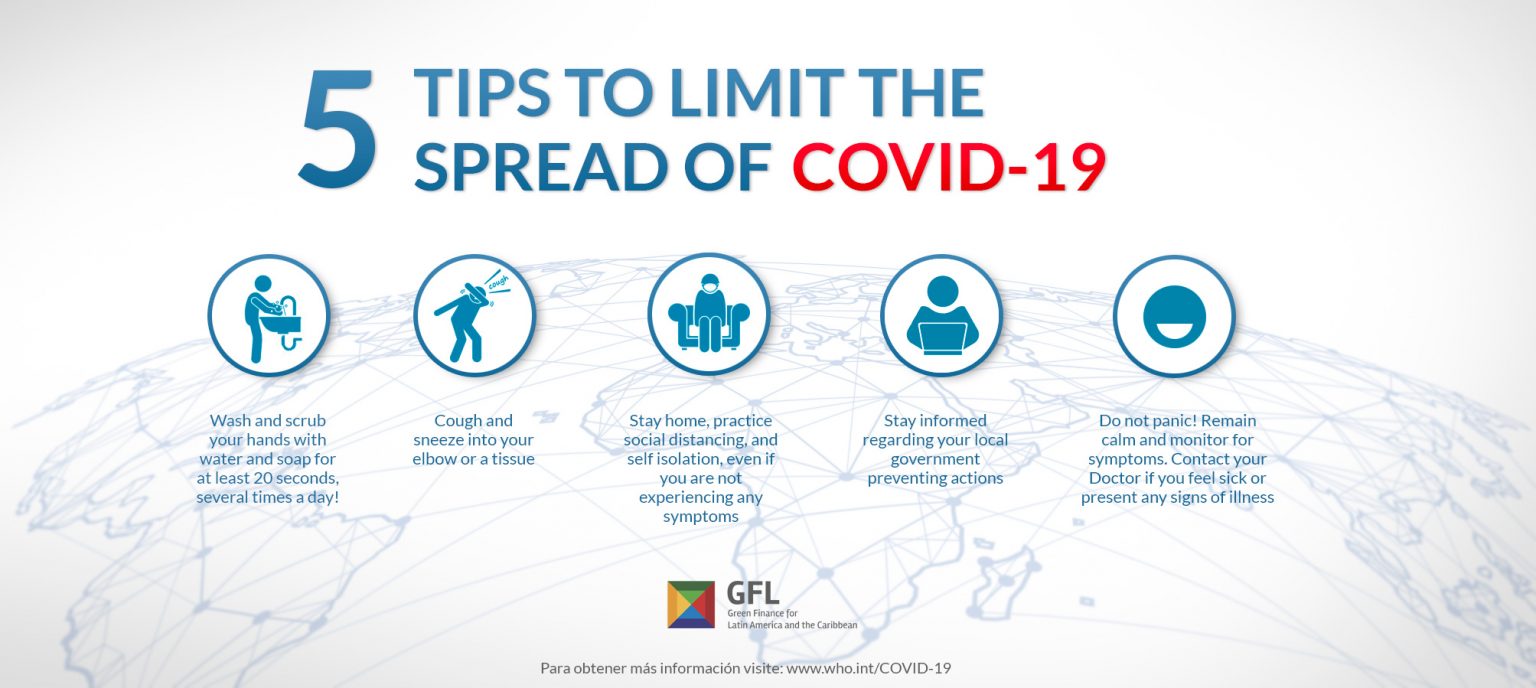 5 TIPS TO LIMIT THE
SPREAD OF COVID-19
cough
Wash and scrub
your hands with
water and soap for
at least 20 seconds,
several times a day!
Cough and
sneeze into your
elbow or a tissue
Stay home, practice
social distancing, and
self isolation, even if
you are not
experiencing any
symptoms
Stay informed
regarding your local
government
preventing actions
Do not panic! Remain
calm and monitor for
symptoms. Contact your
Doctor if you feel sick or
present any signs of illness
GFL
Green Finance for
Latin America and the Caribbean
Para obtener más información visite: www.who.int/COVID-19